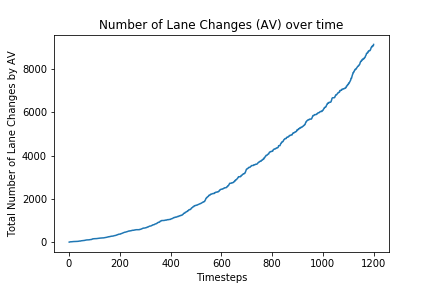 Number of Lane Changes (AV) over time
Total Number of Lane Changes by AV
8000
6000
4000
2000
0
0 200 400 600 800 1000 1200
Timesteps